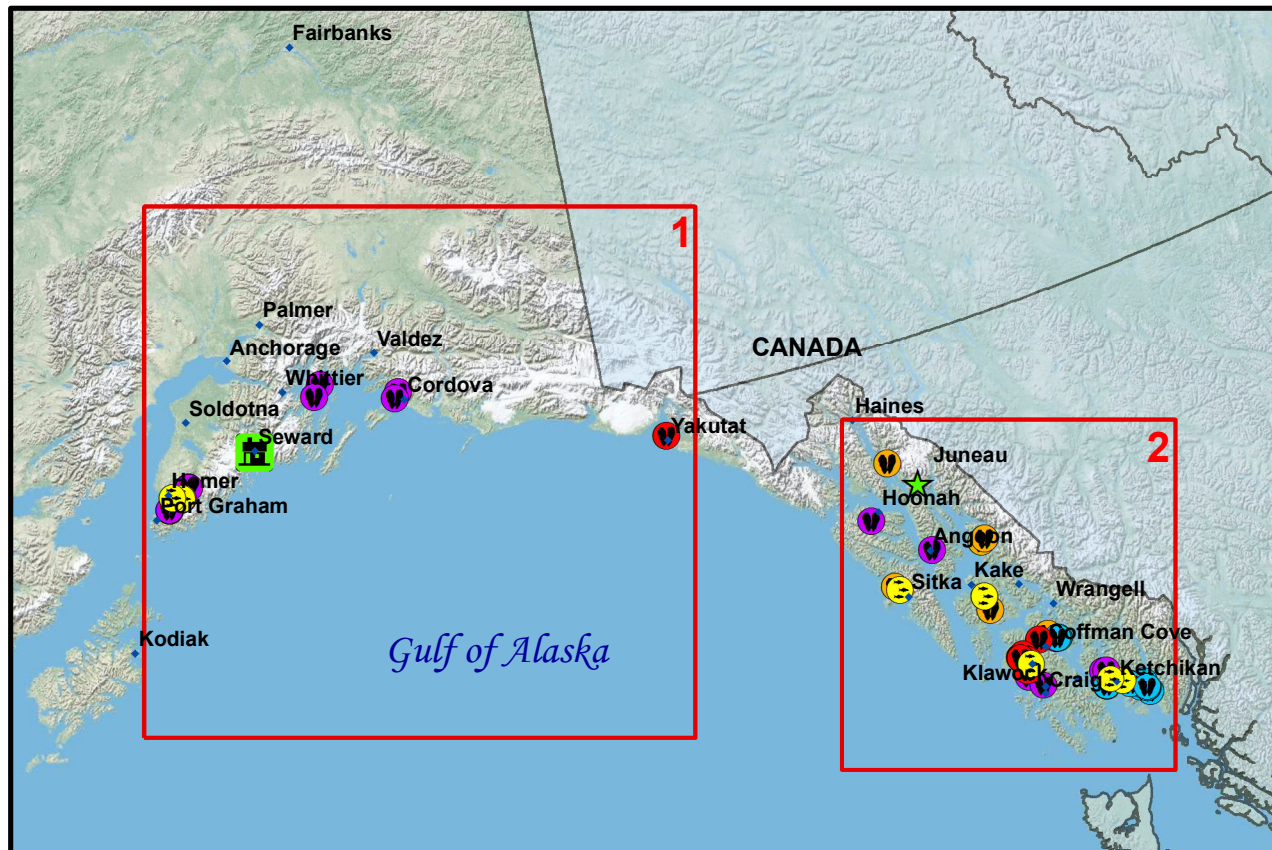 Fairbanks
1
Palmer
Anchorage
Valdez
CANADA
Whittier
Cordova
Haines
Soldotna
Seward
Yakutat
2
Juneau
Homer
Hoonah
Port Graham
Angoon
Kake
Sitka
Wrangell
Kodiak
Gulf of Alaska
Coffman Cove
Klawock
Ketchikan
Craig